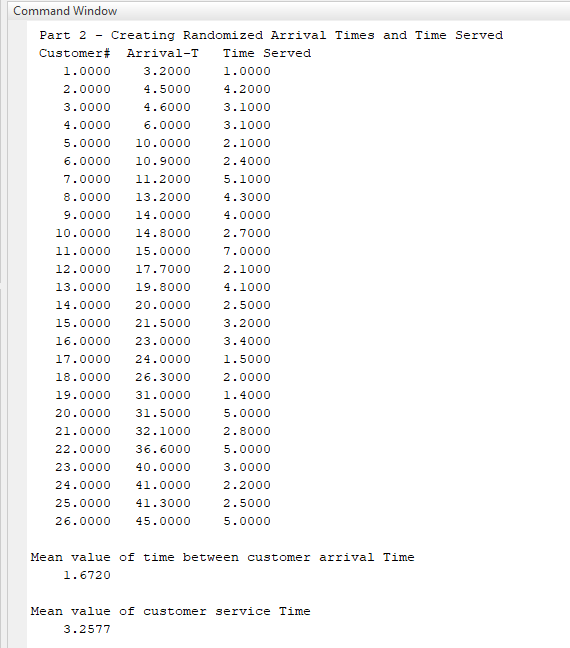 Command Window
Part 2 - Creating Randomized Arrival Times and Time Served
Customer# Arrival-T Time Served
1.0000 3.2000 1.0000
2.0000 4.5000 4.2000
3.0000 4.6000 3.1000
4.0000 6.0000 3.1000
5.0000 10.0000 2.1000
6.0000 10.9000 2.4000
7.0000 11.2000 5.1000
8.0000 13.2000 4.3000
9.0000 14.0000 4.0000
10.0000 14.8000 2.7000
11.0000 15.0000 7.0000
12.0000 17.7000 2.1000
13.0000 19.8000 4.1000
14.0000 20.0000 2.5000
15.0000 21.5000 3.2000
16.0000 23.0000 3.4000
17.0000 24.0000 1.5000
18.0000 26.3000 2.0000
19.0000 31.0000 1.4000
20.0000 31.5000 5.0000
21.0000 32.1000 2.8000
22.0000 36.6000 5.0000
23.0000 40.0000 3.0000
24.0000 41.0000 2.2000
25.0000 41.3000 2.5000
26.0000 45.0000 5.0000
Mean value of time between customer arrival Time
1.6720
Mean value of customer service Time
3.2577